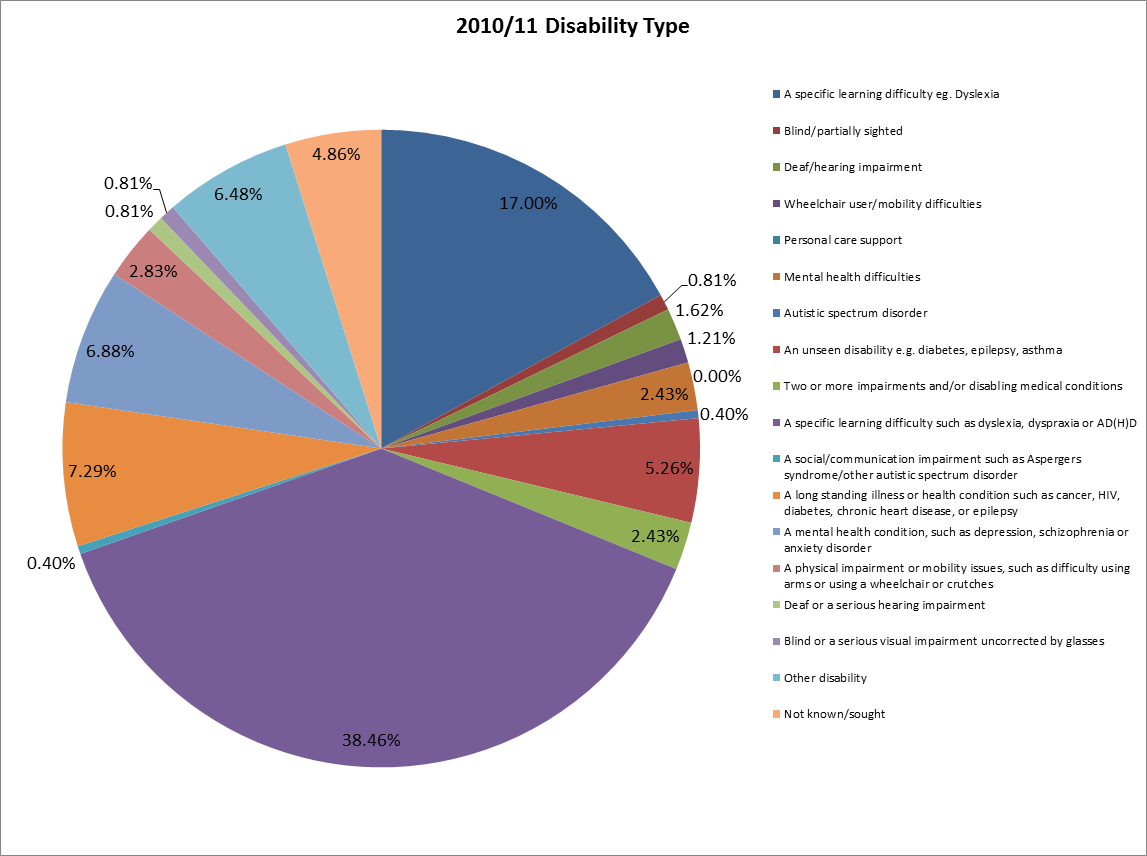 2010/11 Disability Type
4.86%
17.00%
0.81%
1.62%
1.21%
0.00%
2.43%
0.40%
5.26%
2.43%
38.46%
0.40%
7.29%
6.88%
2.83%
0.81%
0.81%
6.48%
A specific learning difficulty eg. Dyslexia
Blind/partially sighted
Deaf/hearing impairment
Wheelchair user/mobility difficulties
Personal care support
Mental health difficulties
Autistic spectrum disorder
An unseen disability e.g. diabetes, epilepsy, asthma
Two or more impairments and/or disabling medical conditions
A specific learning difficulty such as dyslexia, dyspraxia or AD(H)D
A social/communication impairment such as Aspergers
syndrome/other autistic spectrum disorder
A long standing illness or health condition such as cancer, HIV,
diabetes, chronic heart disease, or epilepsy
A mental health condition, such as depression, schizophrenia or
anxiety disorder
A physical impairment or mobility issues, such as difficulty using
arms or using a wheelchair or crutches
Deaf or a serious hearing impairment
Blind or a serious visual impairment uncorrected by glasses
Other disability
Not known/sought